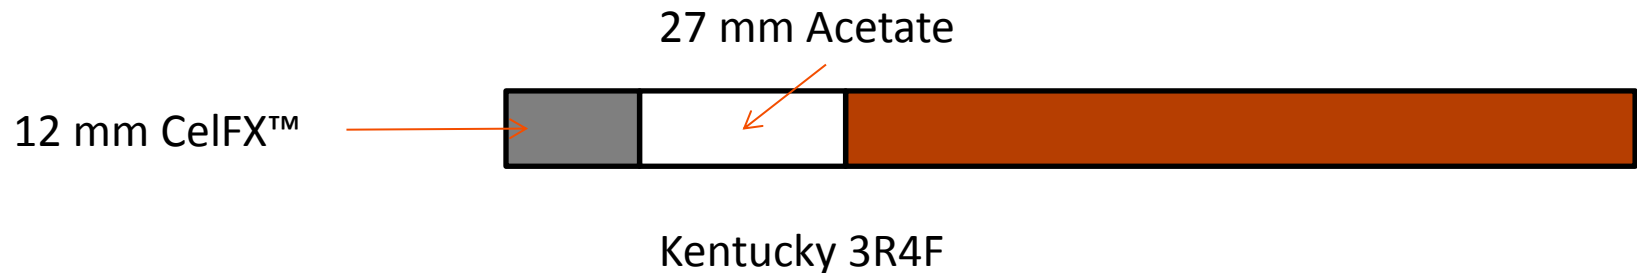 27 mm Acetate
12 mm CelFX™
Kentucky 3R4F